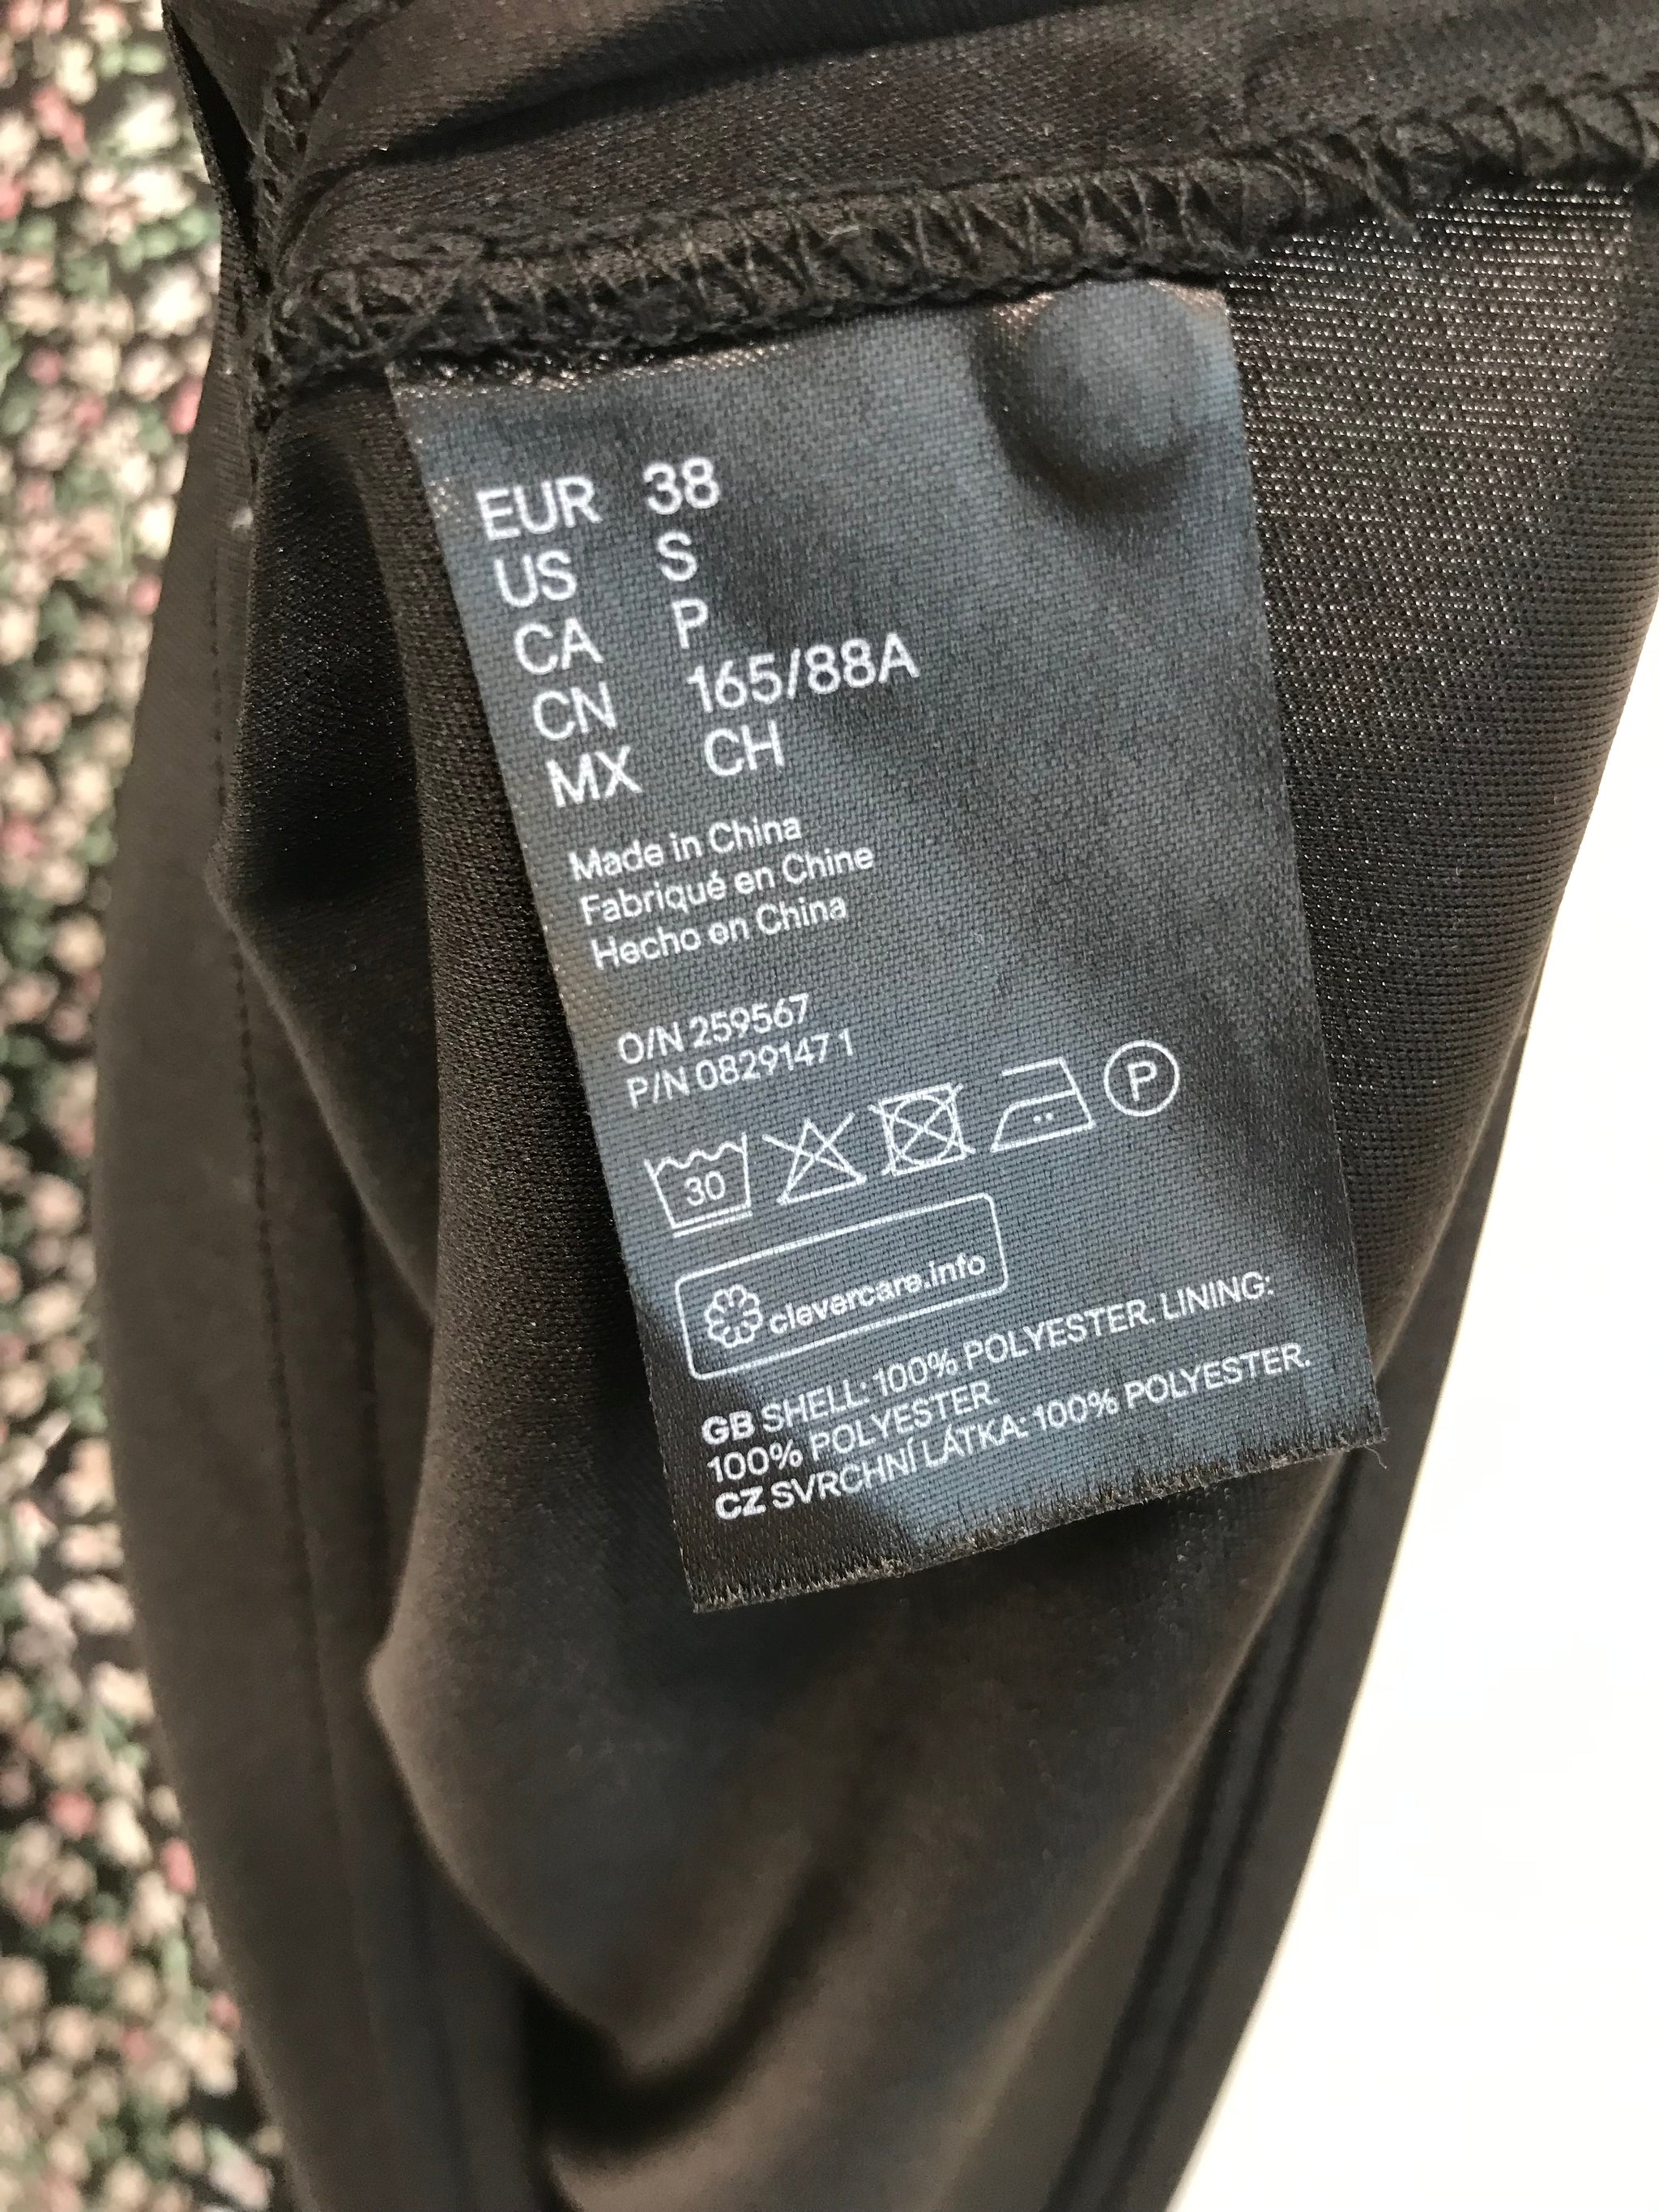 EUR 38
US S
CA P
CN 165/88A
MX CH
Made in China
Fabriqué en Chine
Hecho en China
O/N 259567
P/N 08291471
30 P
clevercare.info
GB SHELL: 100% POLYESTER. LINING:
100% POLYESTER.
CZ SVRCHNÍ LÁTKA: 100% POLYESTER.